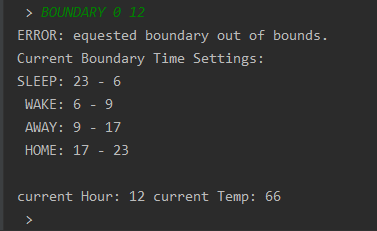 > BOUNDARY 0 12
ERROR: equested boundary out of bounds.
Current Boundary Time Settings:
SLEEP: 23 - 6
WAKE: 6 - 9
AWAY: 9 - 17
HOME: 17 - 23
current Hour: 12 current Temp: 66
>